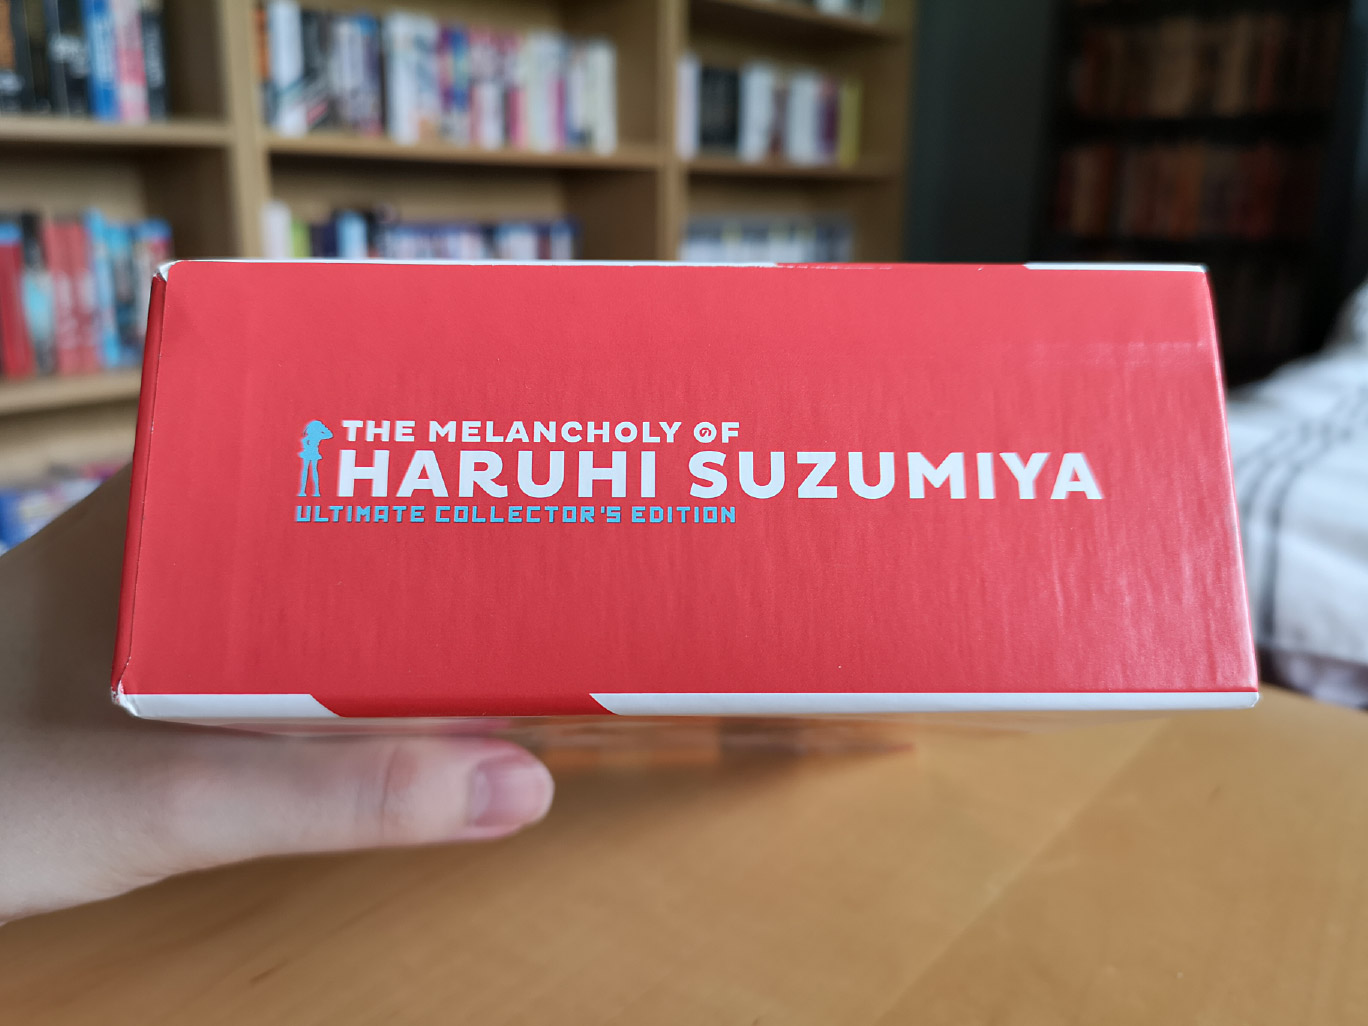 THE MELANCHOLY OF
HARUHI SUZUMIYA
ULTIMATE COLLECTOR'S EDITION